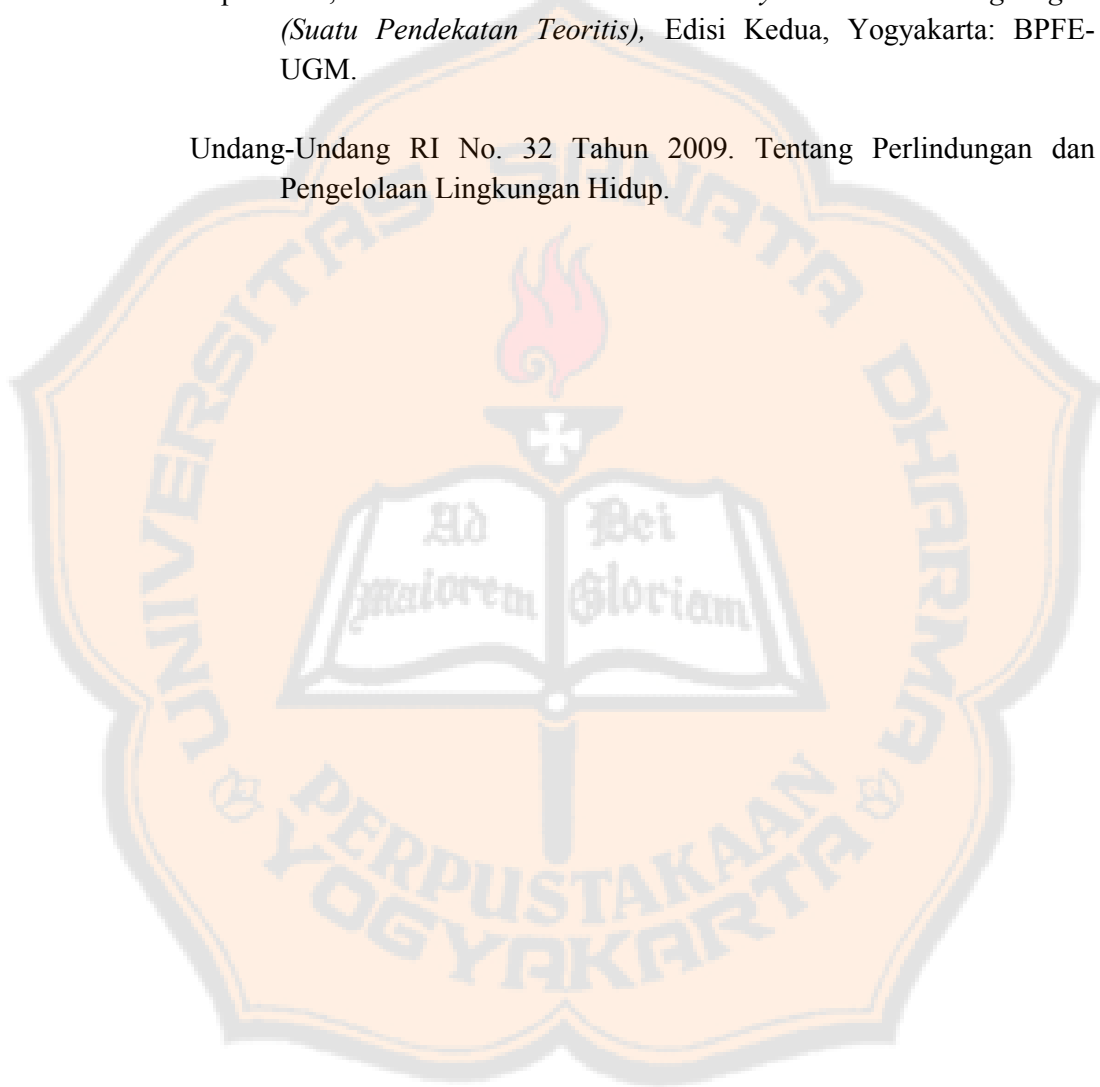 (Suatu Pendekatan Teoritis), Edisi Kedua, Yogyakarta: BPFE-
UGM.
Undang-Undang RI No. 32 Tahun 2009. Tentang Perlindungan dan
Pengelolaan Lingkungan Hidup.
UNIVERSITAS SANATA DHARMA
Ad Dei
maiorem Gloriam
PERPUSTAKAAN
YOGYAKARTA